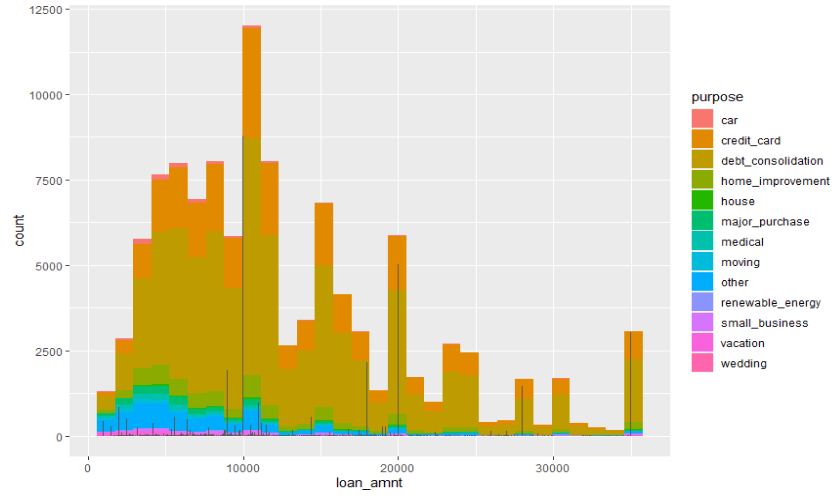 12500
10000
7500
5000
2500
0
count
0
10000
20000
30000
loan_amnt
purpose
car
credit_card
debt_consolidation
home_improvement
house
major_purchase
medical
moving
other
renewable_energy
small_business
vacation
wedding